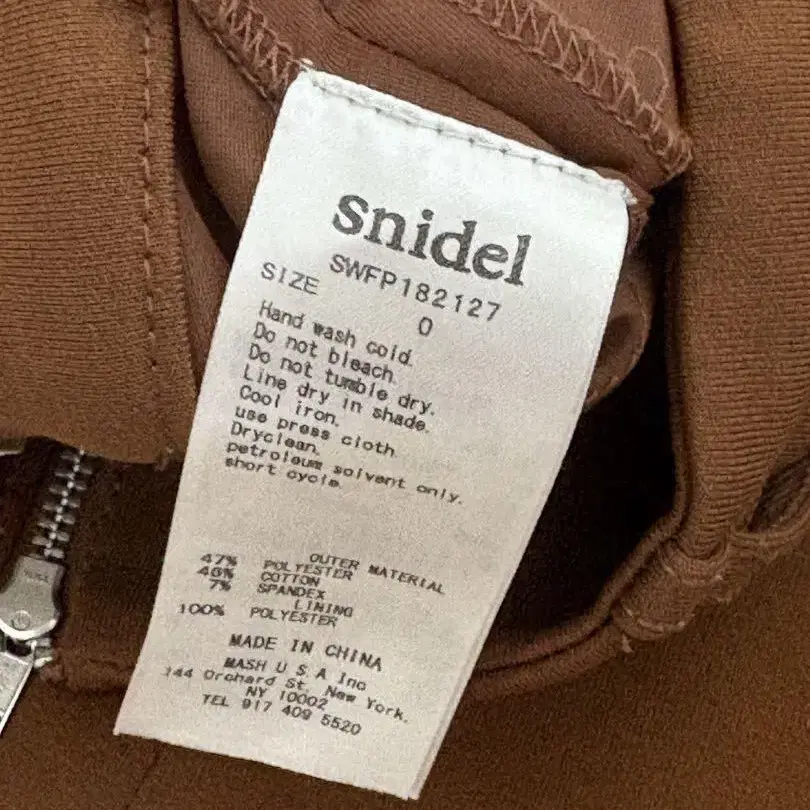 snidel
SWFP182127
SIZE 0
Hand wash cold.
Do not bleach.
Do not tumble dry.
Line dry in shade.
Cool iron.
use press cloth
Dryclean.
petroleum solvent only.
short cycle.
OUTER MATERIAL
47% POLYESTER
46% COTTON
7% SPANDEX
LINING
100% POLYESTER
MADE IN CHINA
MASH U S A Inc
144 Orchard St. New York.
NY 10002
TEL 917 409 5520